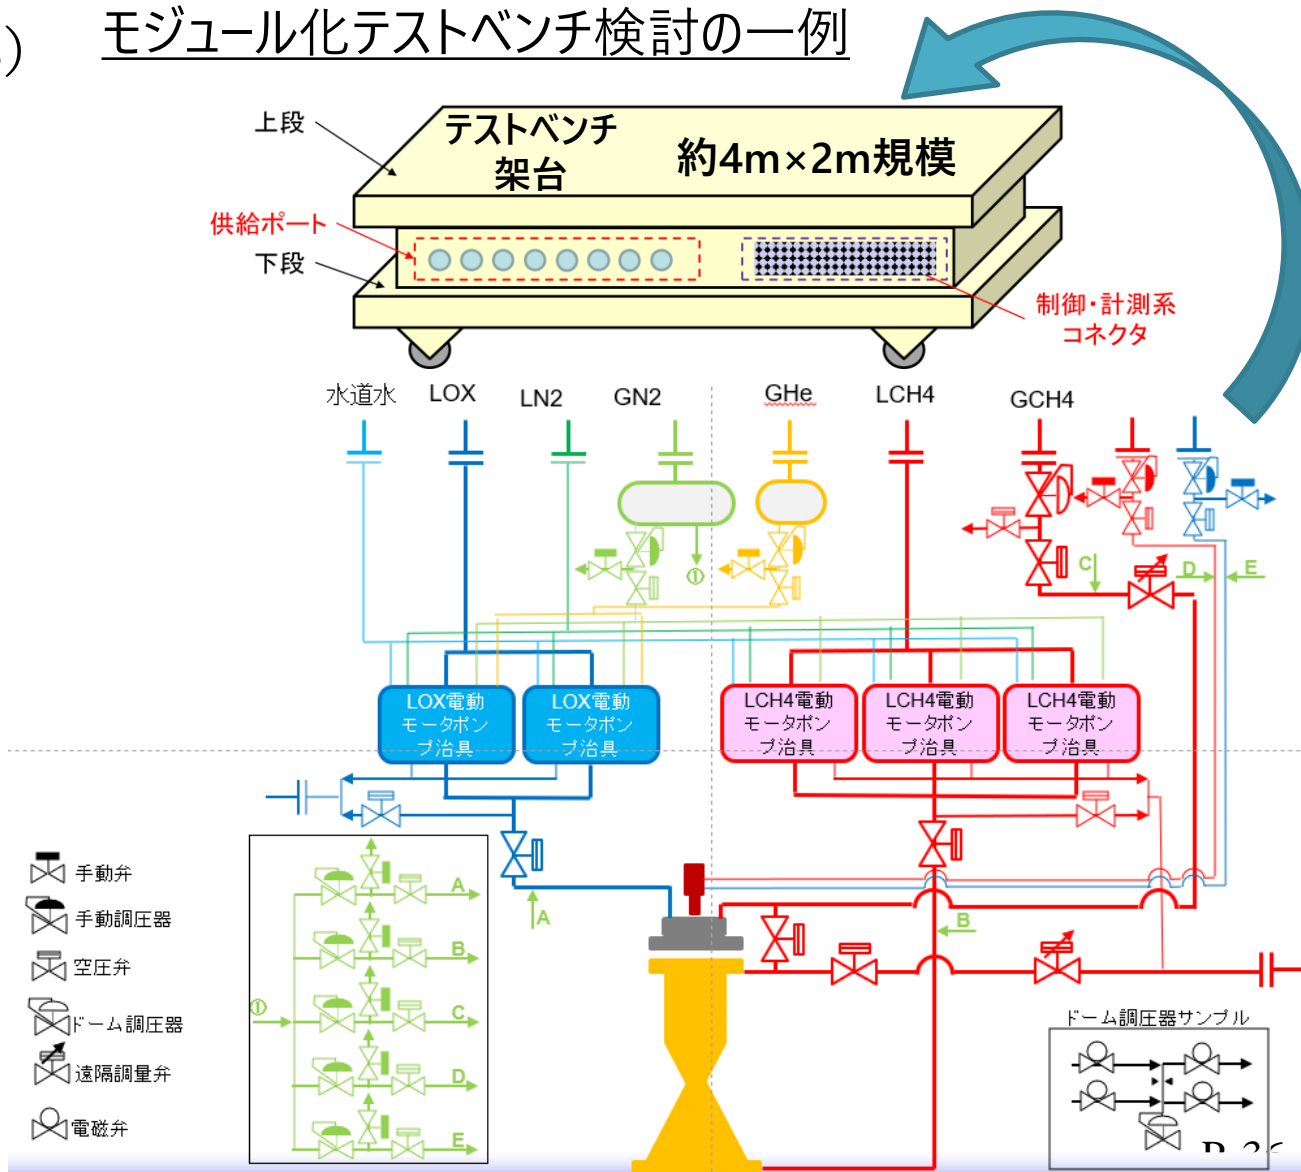 モジュール化テストベンチ検討の一例
上段
テストベンチ
架台
約4m×2m規模
供給ポート
下段
制御・計測系
コネクタ
水道水
LOX
LN2
GN2
GHe
LCH4
GCH4
①
C
D
E
LOX電動
モータポン
プ治具
LOX電動
モータポン
プ治具
LCH4電動
モータポン
プ治具
LCH4電動
モータポン
プ治具
LCH4電動
モータポン
プ治具
手動弁
手動調圧器
空圧弁
ドーム調圧器
遠隔調量弁
電磁弁
①
A
B
C
D
E
A
B
ドーム調圧器サンプル